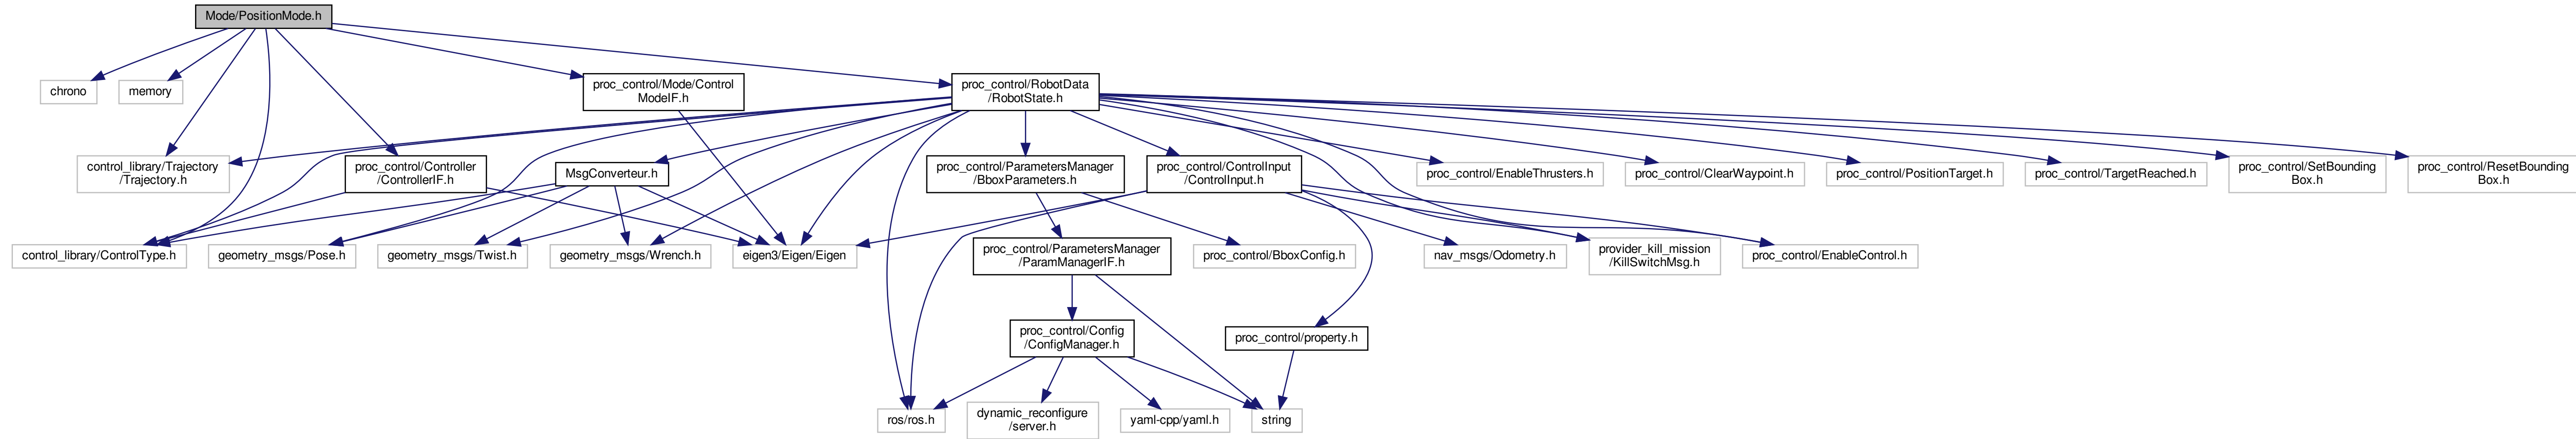 Mode/PositionMode.h
chrono
memory
proc_control/Mode/Control
ModeIF.h
proc_control/RobotData
/RobotState.h
control_library/Trajectory
/Trajectory.h
proc_control/Controller
/ControllerIF.h
MsgConverteur.h
proc_control/ParametersManager
/BboxParameters.h
proc_control/ControlInput
/ControlInput.h
proc_control/EnableThrusters.h
proc_control/ClearWaypoint.h
proc_control/PositionTarget.h
proc_control/TargetReached.h
proc_control/SetBounding
Box.h
proc_control/ResetBounding
Box.h
control_library/ControlType.h
geometry_msgs/Pose.h
geometry_msgs/Twist.h
geometry_msgs/Wrench.h
eigen3/Eigen/Eigen
proc_control/ParametersManager
/ParamManagerIF.h
proc_control/BboxConfig.h
nav_msgs/Odometry.h
provider_kill_mission
/KillSwitchMsg.h
proc_control/EnableControl.h
proc_control/Config
/ConfigManager.h
proc_control/property.h
ros/ros.h
dynamic_reconfigure
/server.h
yaml-cpp/yaml.h
string